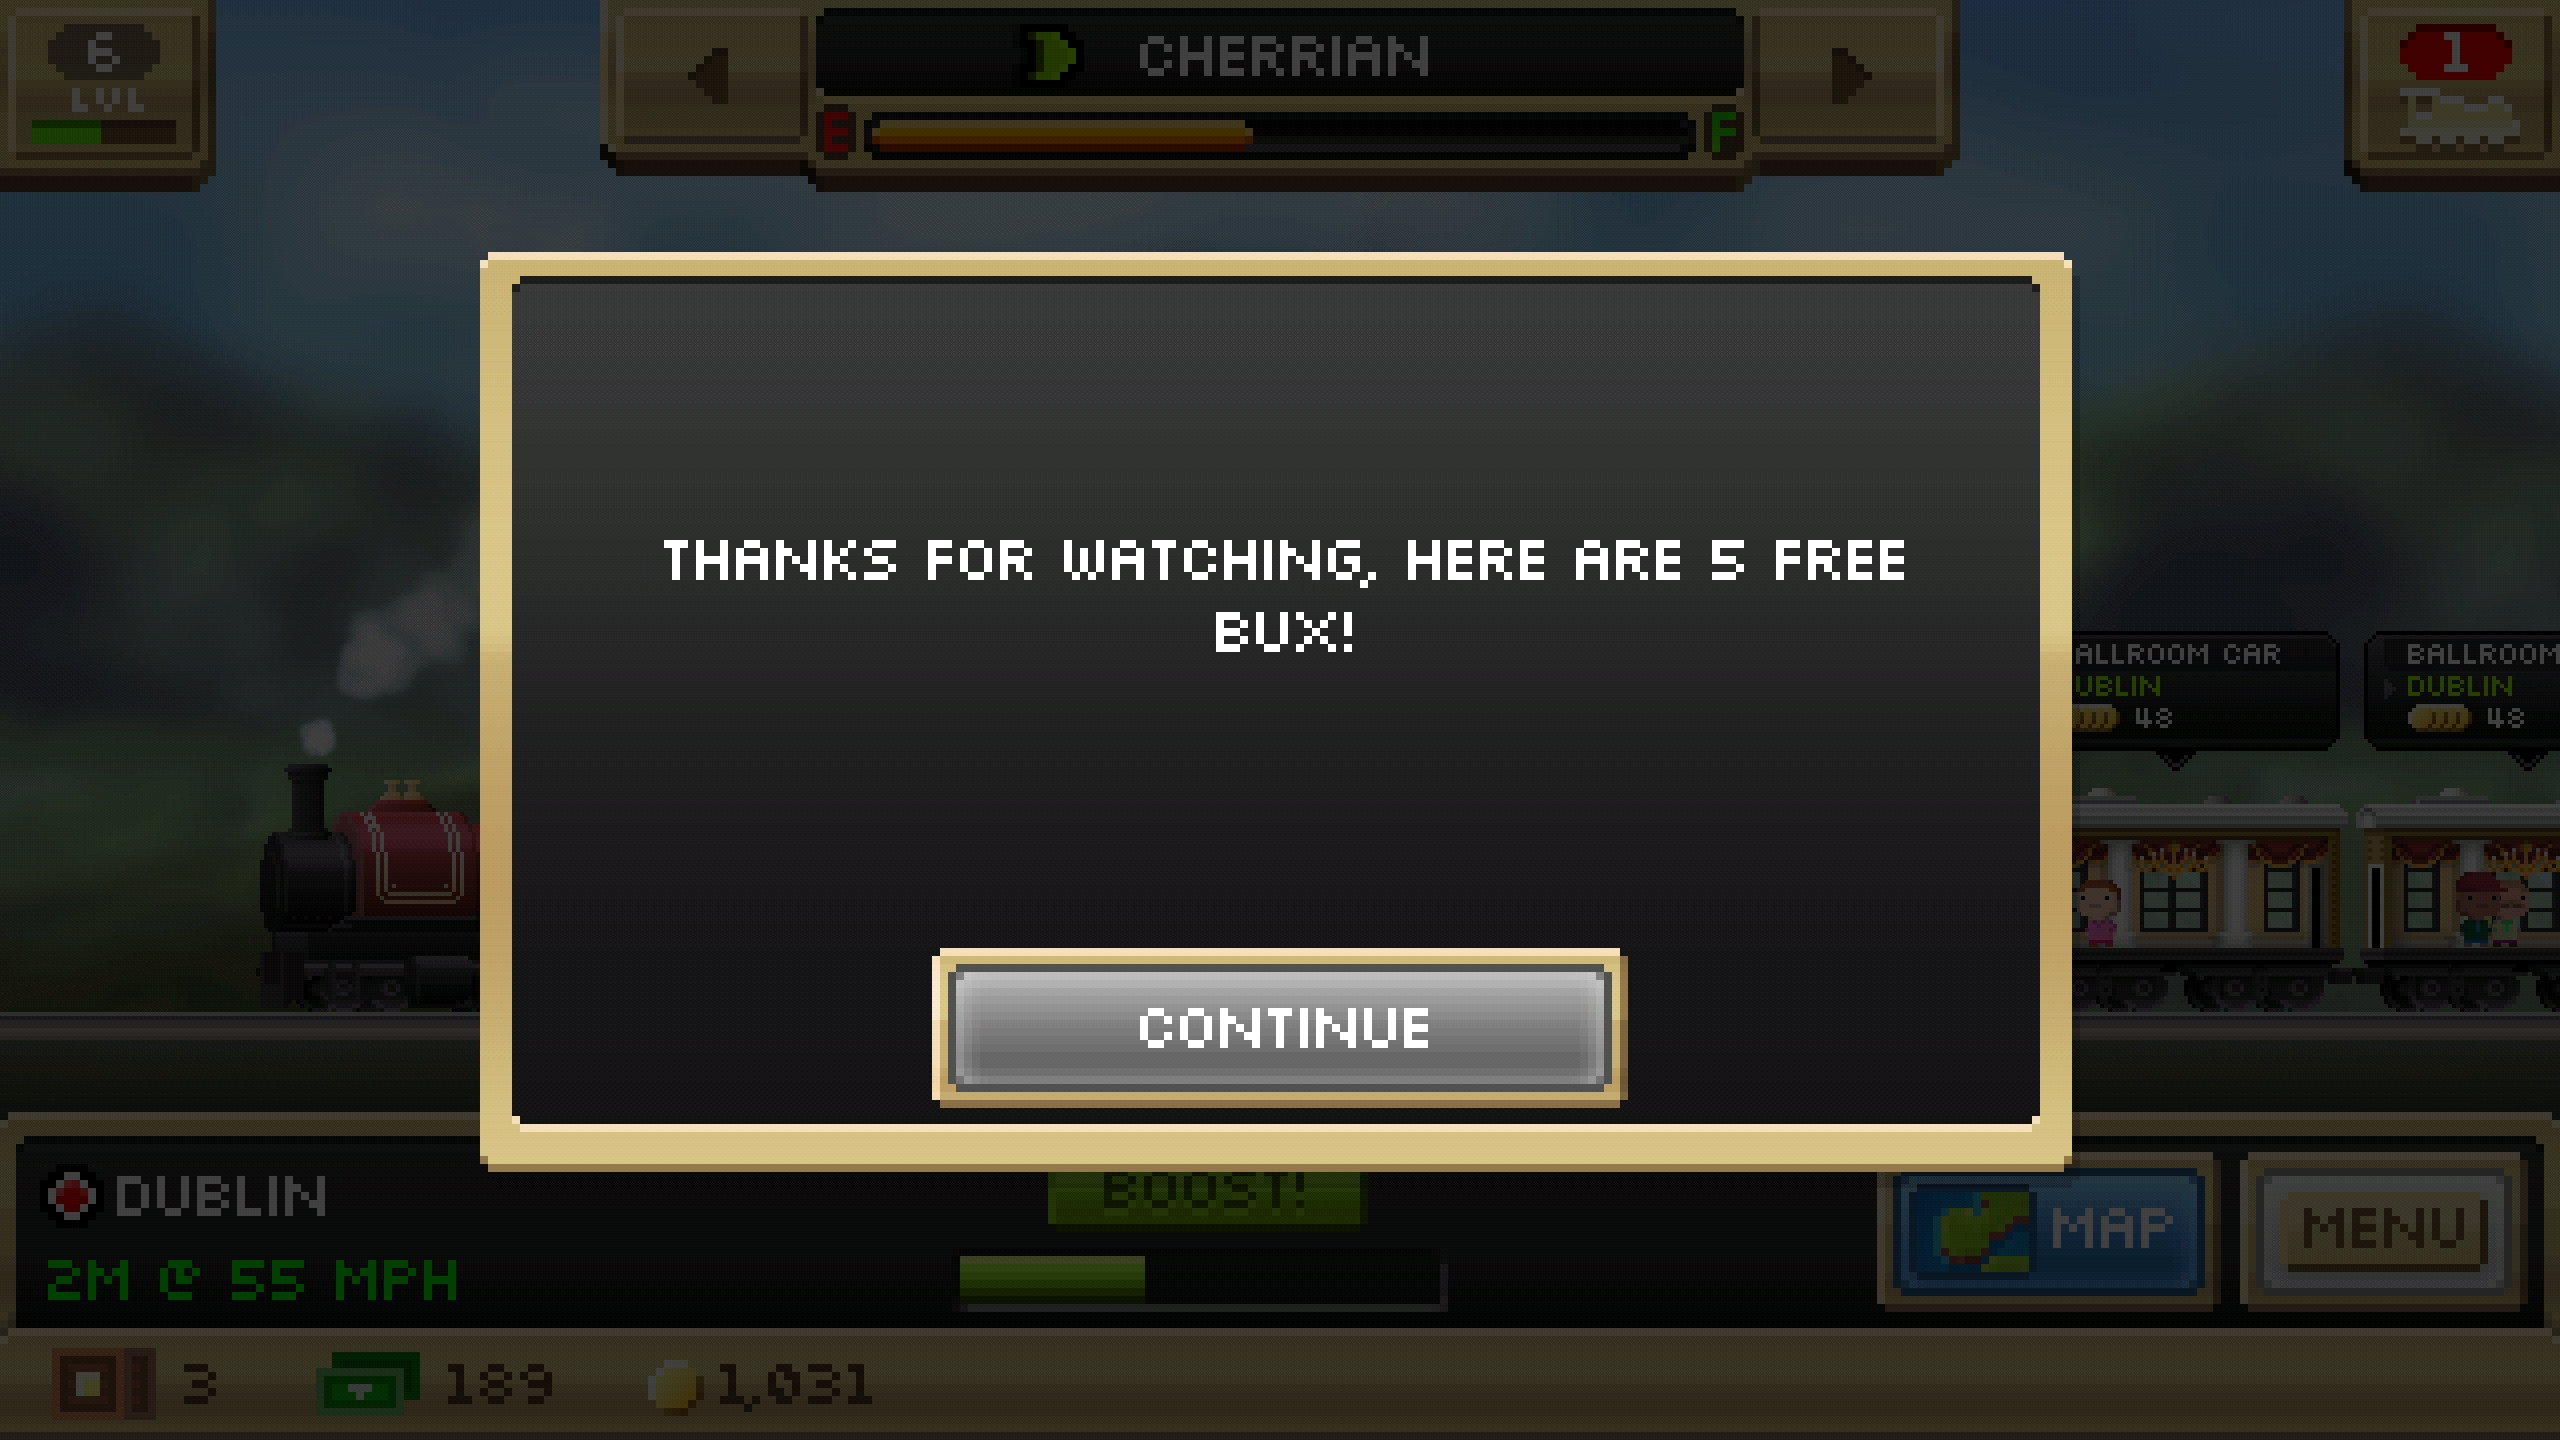 6
LVL
CHERRIAN
E F
1
THANKS FOR WATCHING, HERE ARE 5 FREE
BUX!
ALLROOM CAR
UBLIN
48
BALLROOM
DUBLIN
48
CONTINUE
DUBLIN
2M @ 55 MPH
BOOST!
MAP
MENU
3 189 1,031